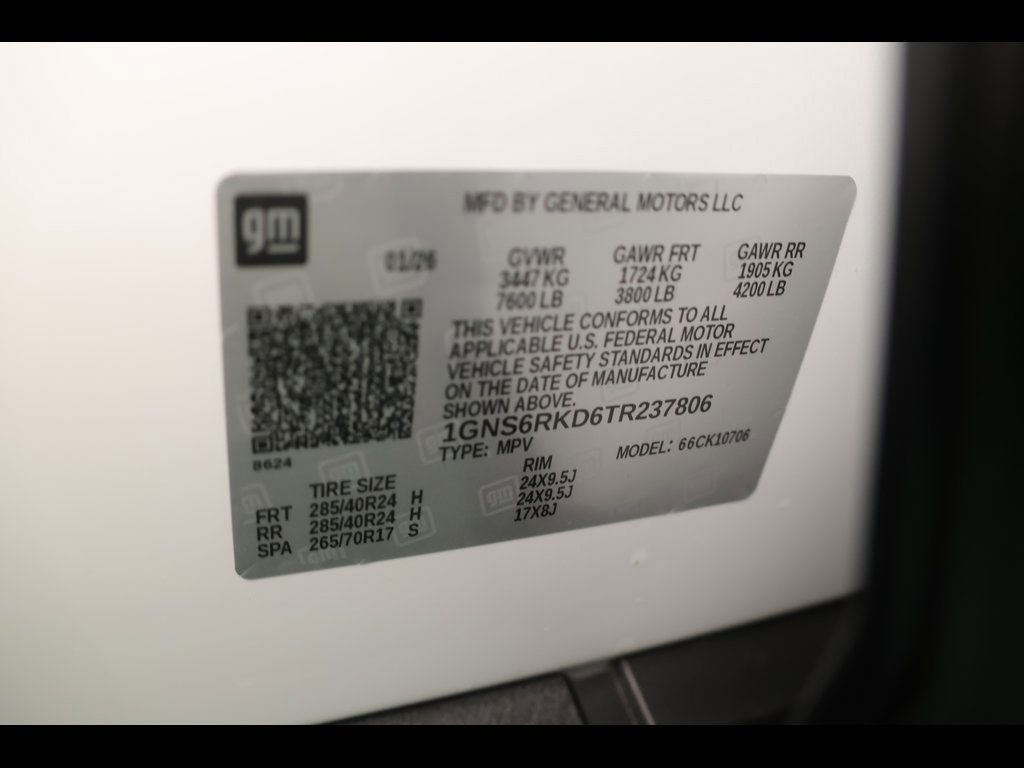 gm
MFD BY GENERAL MOTORS LLC
01/26
GVWR GAWR FRT GAWR RR
3447 KG 1724 KG 1905 KG
7600 LB 3800 LB 4200 LB
THIS VEHICLE CONFORMS TO ALL
APPLICABLE U.S. FEDERAL MOTOR
VEHICLE SAFETY STANDARDS IN EFFECT
ON THE DATE OF MANUFACTURE
SHOWN ABOVE.
1GNS6RKD6TR237806
TYPE: MPV MODEL: 66CK10706
8624
TIRE SIZE RIM
FRT 285/40R24 H 24X9.5J
RR 285/40R24 H 24X9.5J
SPA 265/70R17 S 17X8J